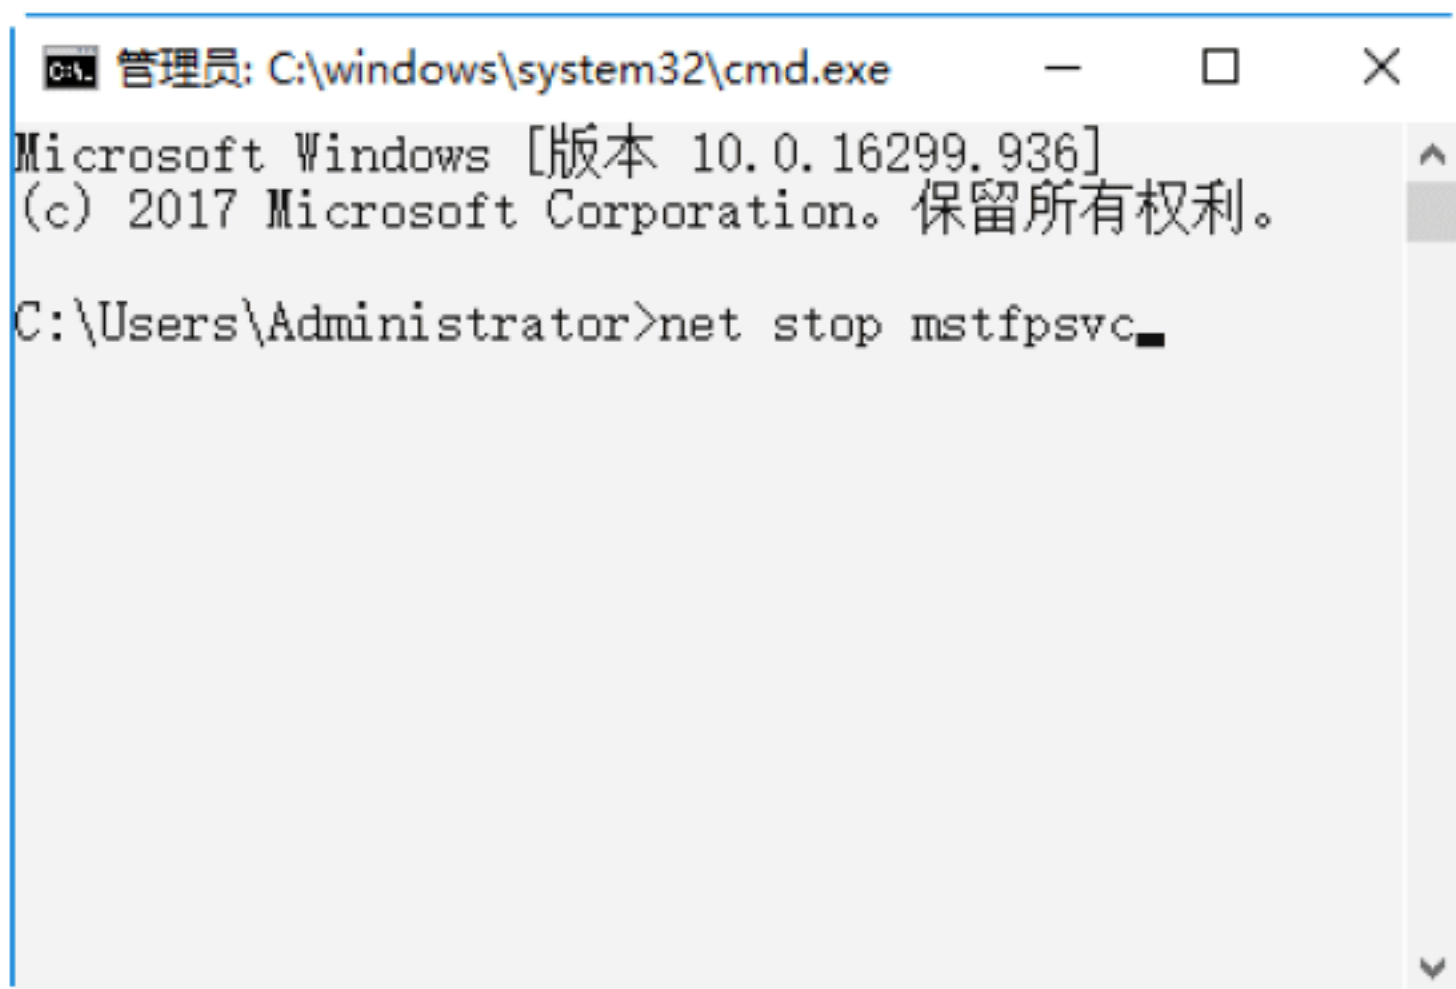 管理员: C:\windows\system32\cmd.exe
Microsoft Windows [版本 10.0.16299.936]
(c) 2017 Microsoft Corporation。保留所有权利。
C:\Users\Administrator>net stop mstfpsvc